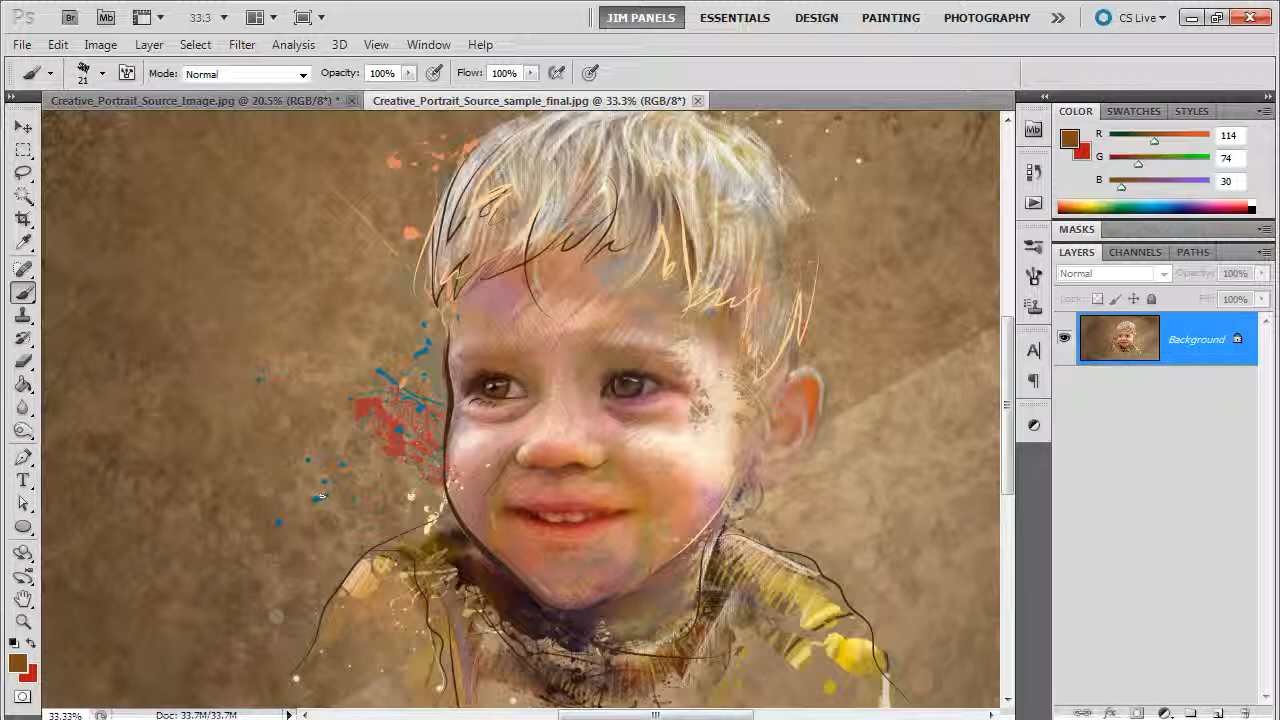 Ps Br Mb 33.3 JIM PANELS ESSENTIALS DESIGN PAINTING PHOTOGRAPHY CS Live
File Edit Image Layer Select Filter Analysis 3D View Window Help
21 Mode: Normal Opacity: 100% Flow: 100%
Creative_Portrait_Source_Image.jpg @ 20.5% (RGB/8*) * Creative_Portrait_Source_sample_final.jpg @ 33.3% (RGB/8*)
COLOR SWATCHES STYLES
R 114
G 74
B 30
MASKS
LAYERS CHANNELS PATHS
Normal Opacity: 100%
Lock: Fill: 100%
Background
33.33% Doc: 33.7M/33.7M